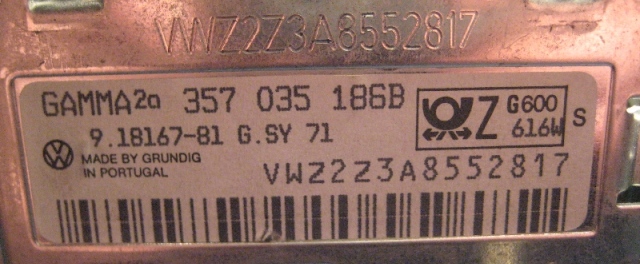 VWZ2Z3A8552817
GAMMA2a 357 035 186B
Z G600 616W S
9.18167-81 G.SY 71
MADE BY GRUNDIG
IN PORTUGAL
VWZ2Z3A8552817